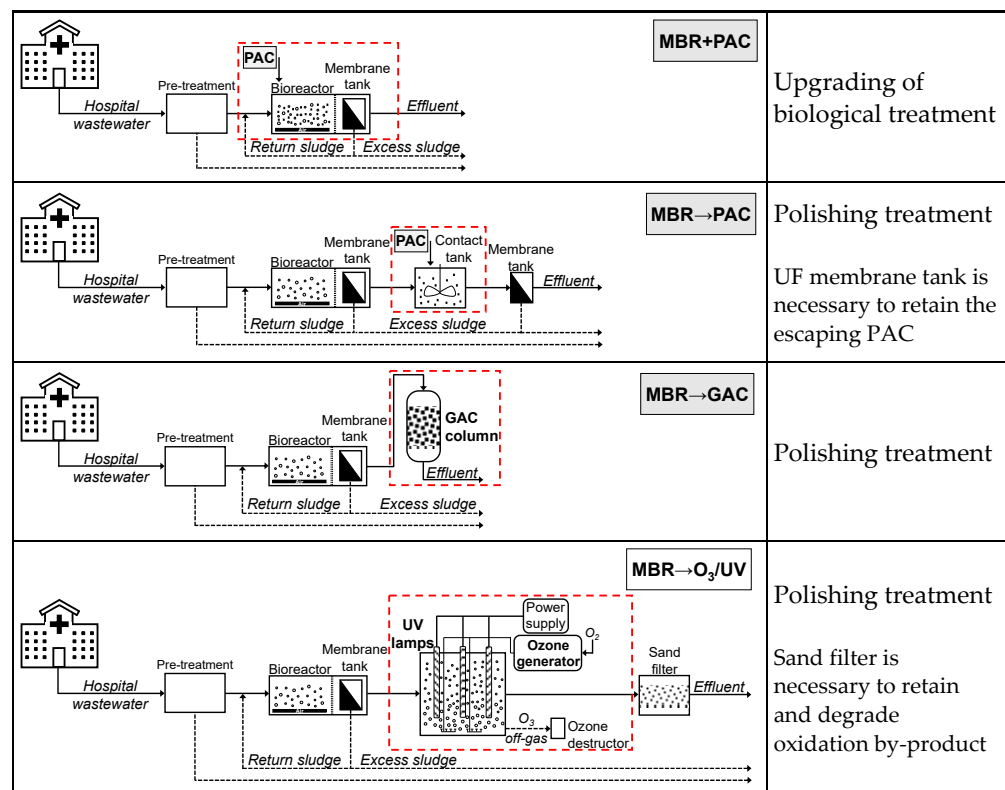 MBR+PAC
PAC
Membrane
tank
Pre-treatment
Bioreactor
Air
Hospital
wastewater
Effluent
Return sludge
Excess sludge
Upgrading of
biological treatment
MBR→PAC
PAC
Contact
tank
Membrane
tank
Membrane
tank
Pre-treatment
Bioreactor
Air
Hospital
wastewater
Effluent
Return sludge
Excess sludge
Polishing treatment
UF membrane tank is
necessary to retain the
escaping PAC
MBR→GAC
GAC
column
Membrane
tank
Pre-treatment
Bioreactor
Air
Hospital
wastewater
Effluent
Return sludge
Excess sludge
Polishing treatment
MBR→O₃/UV
Power
supply
UV
lamps
O₂
Ozone
generator
Membrane
tank
Pre-treatment
Bioreactor
Air
Sand
filter
Hospital
wastewater
Effluent
O₃
off-gas
Ozone
destructor
Return sludge
Excess sludge
Polishing treatment
Sand filter is
necessary to retain
and degrade
oxidation by-product